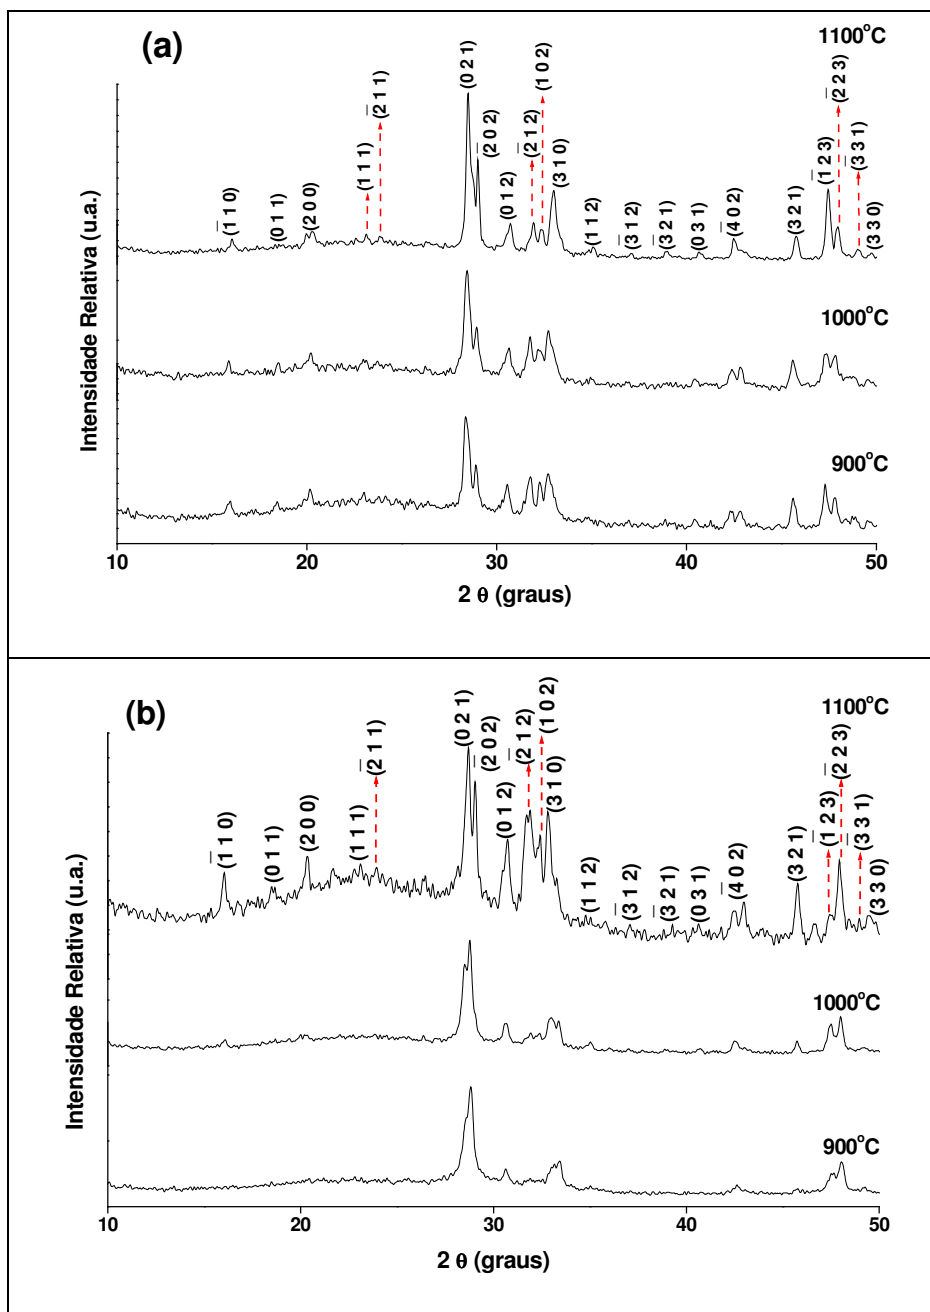 (a)
1100°C
(1̅ 1 0)
(0 1 1)
(2 0 0)
(1 1 1)
(2̅ 1 1)
(0 2 1)
(2̅ 0 2)
(0 1 2)
(2̅ 1 2)
(1 0 2)
(3 1 0)
(1 1 2)
(3̅ 1 2)
(3̅ 2 1)
(0 3 1)
(4̅ 0 2)
(3 2 1)
(1̅ 2 3)
(2̅ 2 3)
(3̅ 3 1)
(3 3 0)
1000°C
900°C
Intensidade Relativa (u.a.)
10 20 30 40 50
2 θ (graus)
(b)
1100°C
(1̅ 1 0)
(0 1 1)
(2 0 0)
(1 1 1)
(2̅ 1 1)
(0 2 1)
(2̅ 0 2)
(0 1 2)
(2̅ 1 2)
(1 0 2)
(3 1 0)
(1 1 2)
(3̅ 1 2)
(3̅ 2 1)
(0 3 1)
(4̅ 0 2)
(3 2 1)
(1̅ 2 3)
(2̅ 2 3)
(3̅ 3 1)
(3 3 0)
1000°C
900°C
Intensidade Relativa (u.a.)
10 20 30 40 50
2 θ (graus)